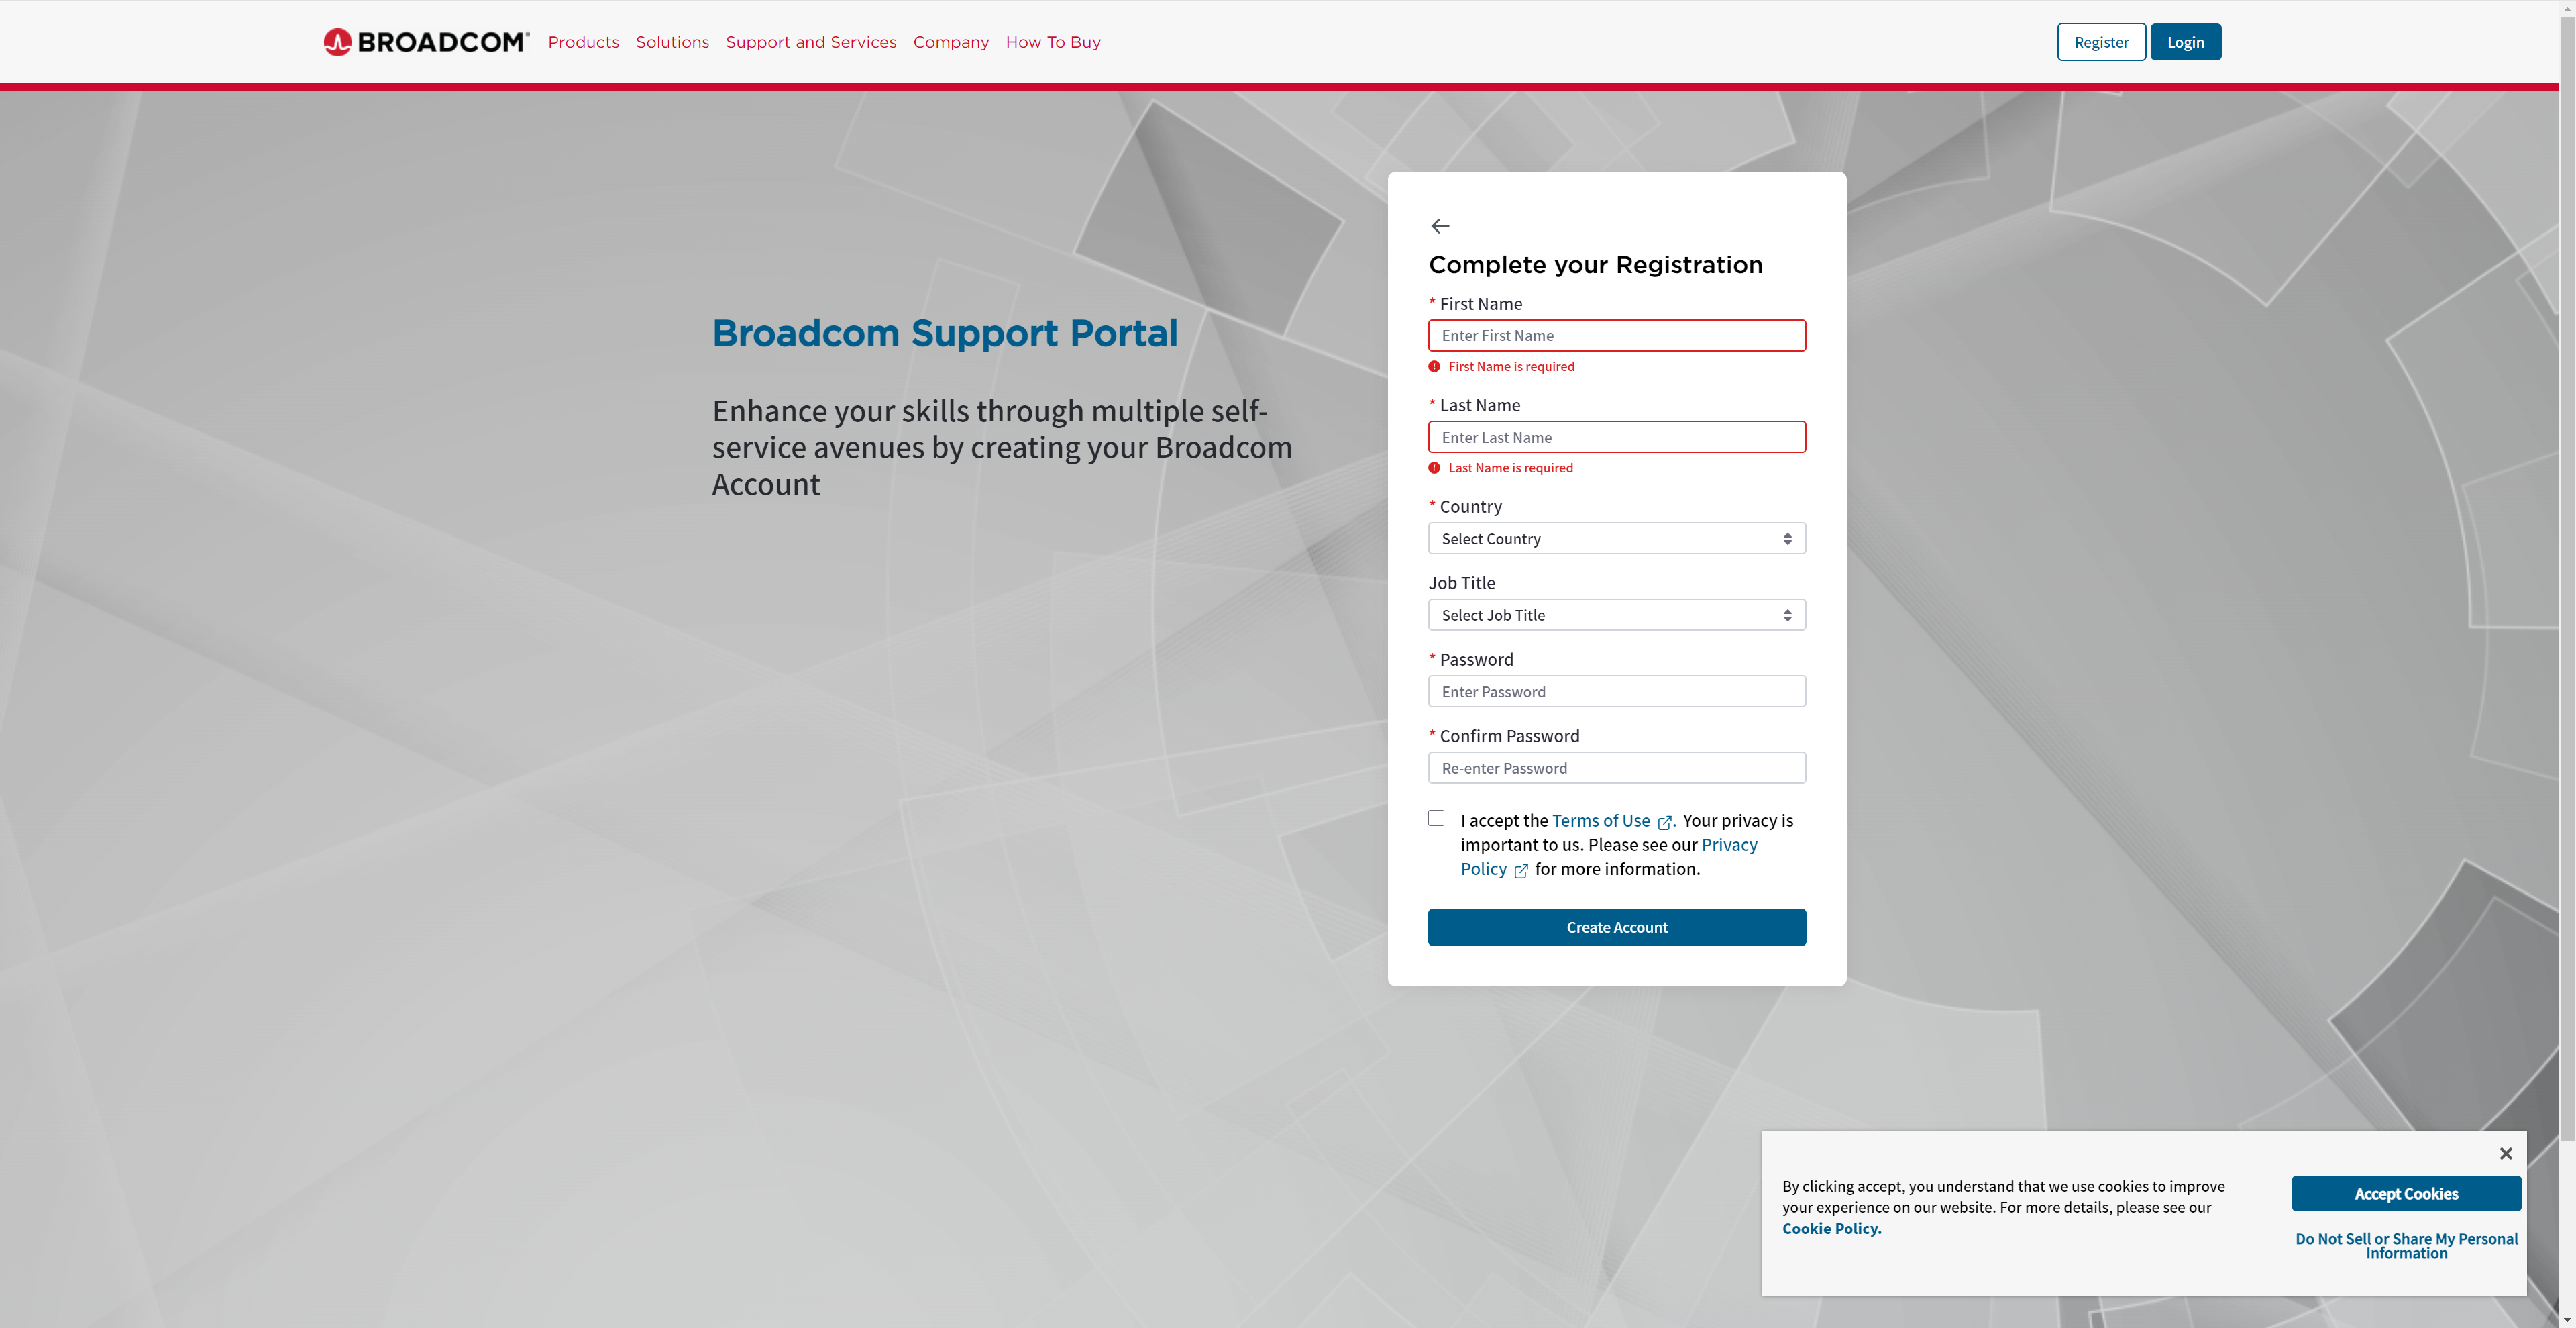 BROADCOM®
Products Solutions Support and Services Company How To Buy
Register Login
Broadcom Support Portal
Enhance your skills through multiple self-
service avenues by creating your Broadcom
Account
Complete your Registration
* First Name
Enter First Name
First Name is required
* Last Name
Enter Last Name
Last Name is required
* Country
Select Country
Job Title
Select Job Title
* Password
Enter Password
* Confirm Password
Re-enter Password
I accept the Terms of Use . Your privacy is
important to us. Please see our Privacy
Policy for more information.
Create Account
By clicking accept, you understand that we use cookies to improve
your experience on our website. For more details, please see our
Cookie Policy.
Accept Cookies
Do Not Sell or Share My Personal
Information